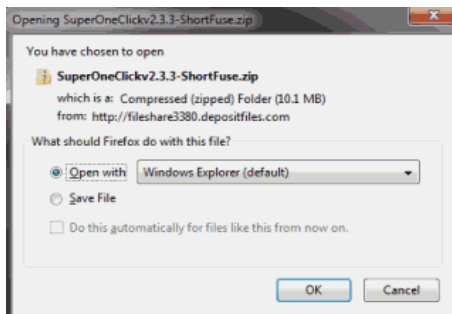 Opening SuperOneClickv2.3.3-ShortFuse.zip
You have chosen to open
SuperOneClickv2.3.3-ShortFuse.zip
which is a: Compressed (zipped) Folder (10.1 MB)
from: http://fileshare3380.depositfiles.com
What should Firefox do with this file?
Open with Windows Explorer (default)
Save File
Do this automatically for files like this from now on.
OK Cancel